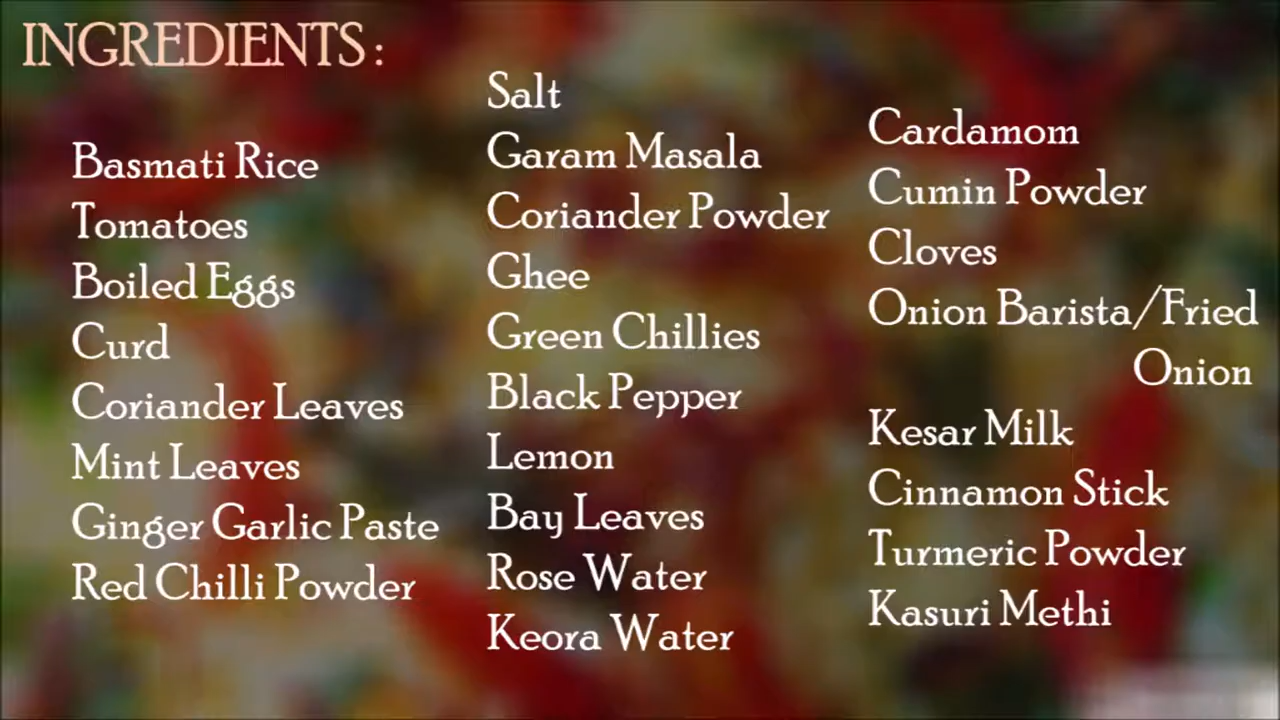 INGREDIENTS:
Basmati Rice
Tomatoes
Boiled Eggs
Curd
Coriander Leaves
Mint Leaves
Ginger Garlic Paste
Red Chilli Powder
Salt
Garam Masala
Coriander Powder
Ghee
Green Chillies
Black Pepper
Lemon
Bay Leaves
Rose Water
Keora Water
Cardamom
Cumin Powder
Cloves
Onion Barista/Fried
Onion
Kesar Milk
Cinnamon Stick
Turmeric Powder
Kasuri Methi